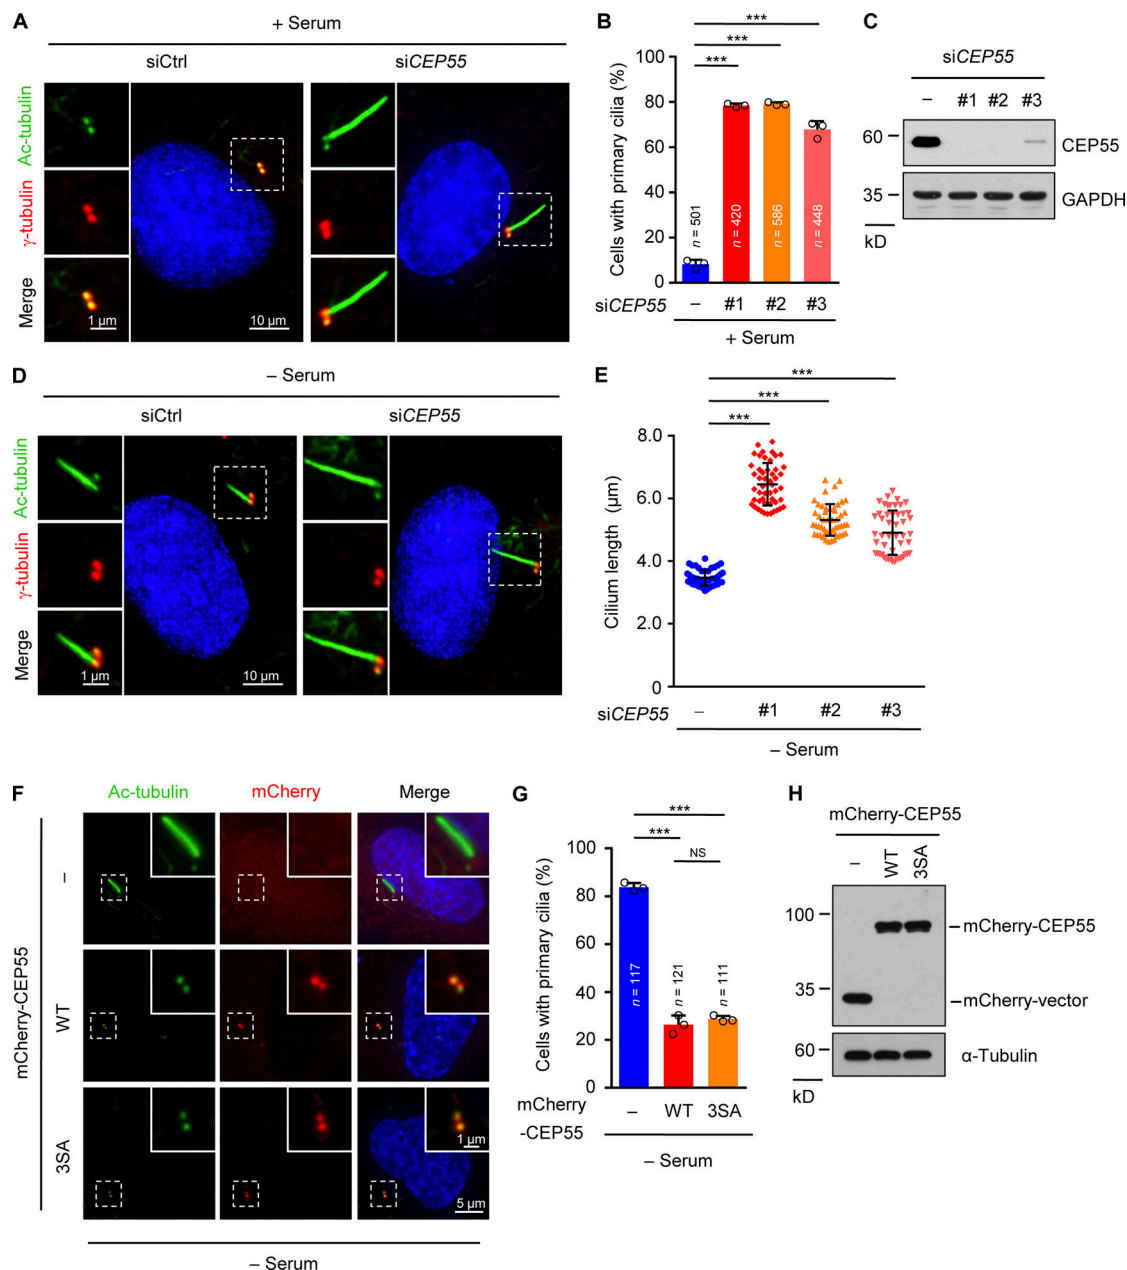 A
+ Serum
siCtrl
siCEP55
Ac-tubulin
γ-tubulin
Merge
1 µm
10 µm
B
***
***
***
Cells with primary cilia (%)
100
80
60
40
20
0
n = 501
n = 420
n = 586
n = 448
siCEP55
– #1 #2 #3
+ Serum
C
siCEP55
– #1 #2 #3
60
CEP55
35
GAPDH
kD
D
– Serum
siCtrl
siCEP55
Ac-tubulin
γ-tubulin
Merge
1 µm
10 µm
E
***
***
***
Cilium length (µm)
8.0
6.0
4.0
2.0
0
siCEP55
– #1 #2 #3
– Serum
F
Ac-tubulin
mCherry
Merge
mCherry-CEP55
–
WT
3SA
1 µm
5 µm
– Serum
G
***
***
NS
Cells with primary cilia (%)
100
80
60
40
20
0
n = 117
n = 121
n = 111
mCherry
-CEP55
– WT 3SA
– Serum
H
mCherry-CEP55
– WT 3SA
100
mCherry-CEP55
35
mCherry-vector
60
α-Tubulin
kD